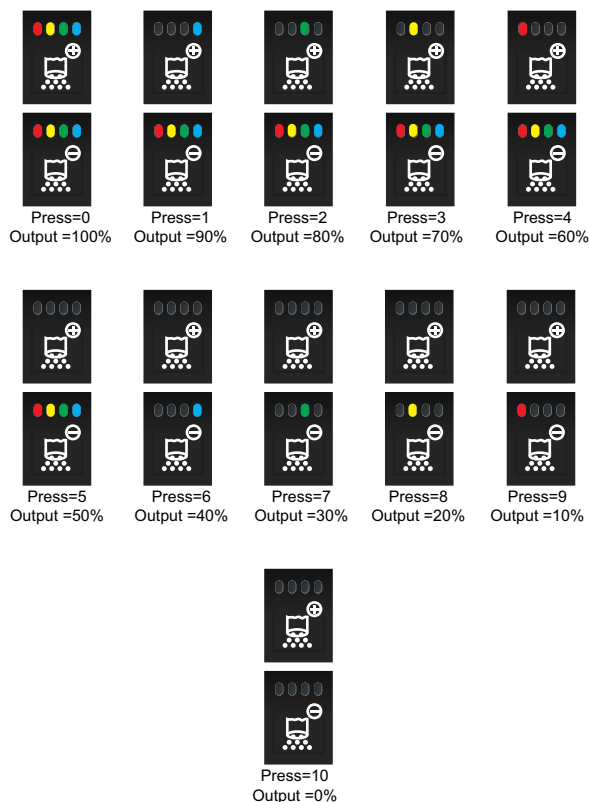 Press=0
Output =100%
Press=1
Output =90%
Press=2
Output =80%
Press=3
Output =70%
Press=4
Output =60%
Press=5
Output =50%
Press=6
Output =40%
Press=7
Output =30%
Press=8
Output =20%
Press=9
Output =10%
Press=10
Output =0%